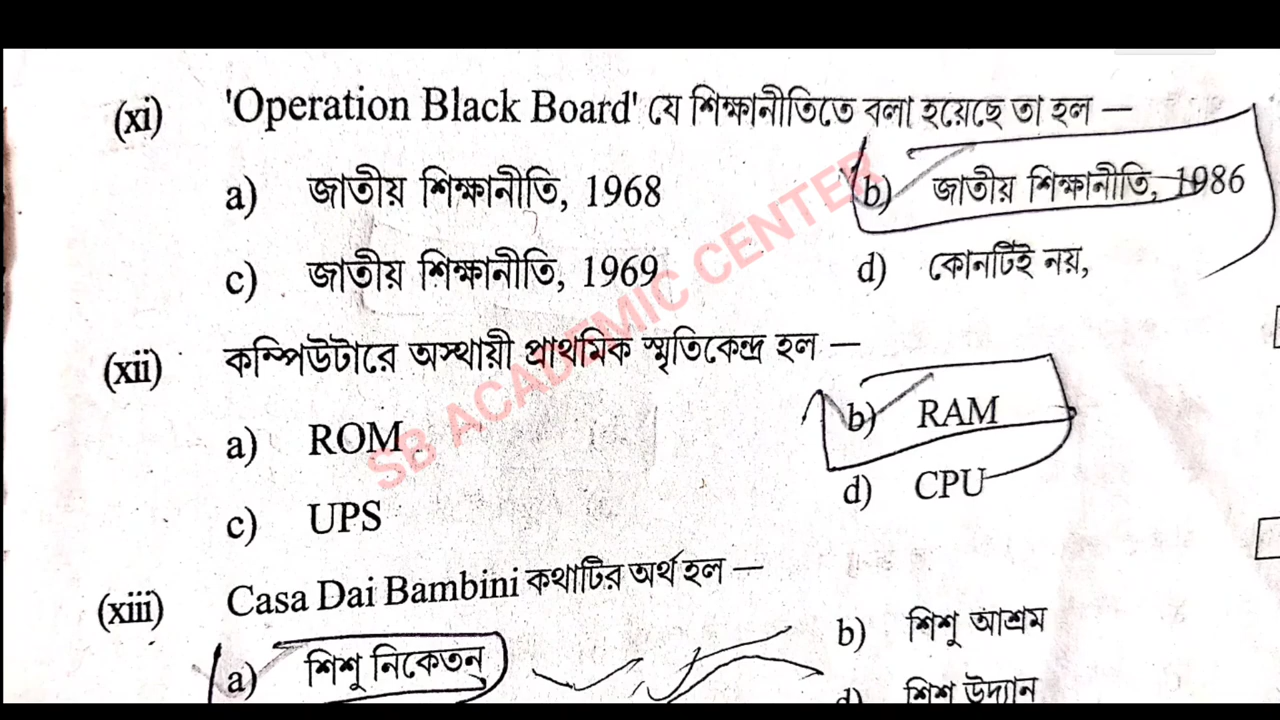 (xi) 'Operation Black Board' যে শিক্ষানীতিতে বলা হয়েছে তা হল —
a) জাতীয় শিক্ষানীতি, 1968 b) জাতীয় শিক্ষানীতি, 1986
c) জাতীয় শিক্ষানীতি, 1969 d) কোনটিই নয়,
(xii) কম্পিউটারে অস্থায়ী প্রাথমিক স্মৃতিকেন্দ্র হল —
a) ROM b) RAM
c) UPS d) CPU
(xiii) Casa Dai Bambini কথাটির অর্থ হল —
a) শিশু নিকেতন b) শিশু আশ্রম
d) শিশু উদ্যান
SB ACADEMIC CENTER